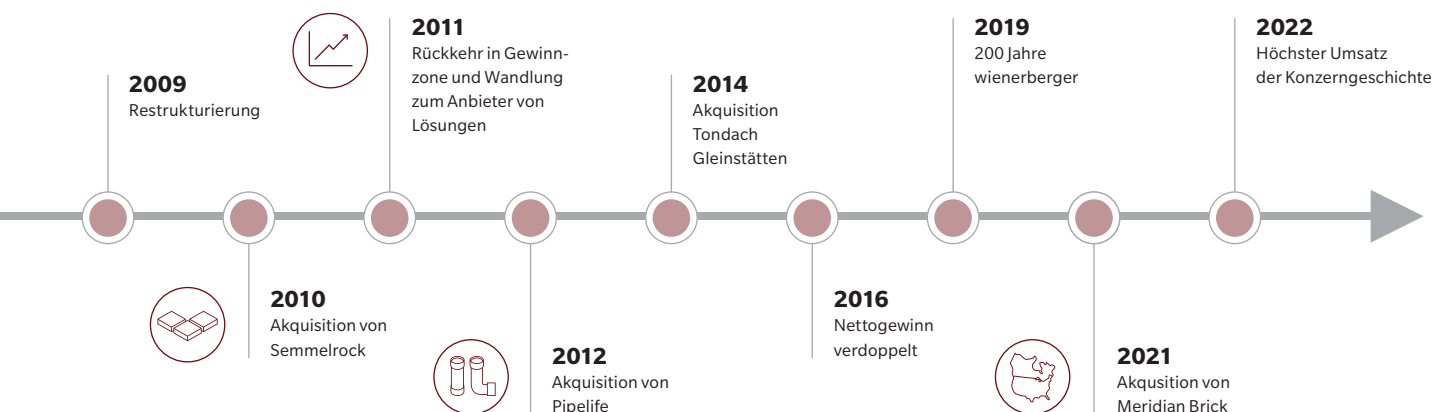 2009
Restrukturierung
2010
Akquisition von
Semmelrock
2011
Rückkehr in Gewinn-
zone und Wandlung
zum Anbieter von
Lösungen
2012
Akquisition von
Pipelife
2014
Akquisition
Tondach
Gleinstätten
2016
Nettogewinn
verdoppelt
2019
200 Jahre
wienerberger
2021
Akqusition von
Meridian Brick
2022
Höchster Umsatz
der Konzerngeschichte